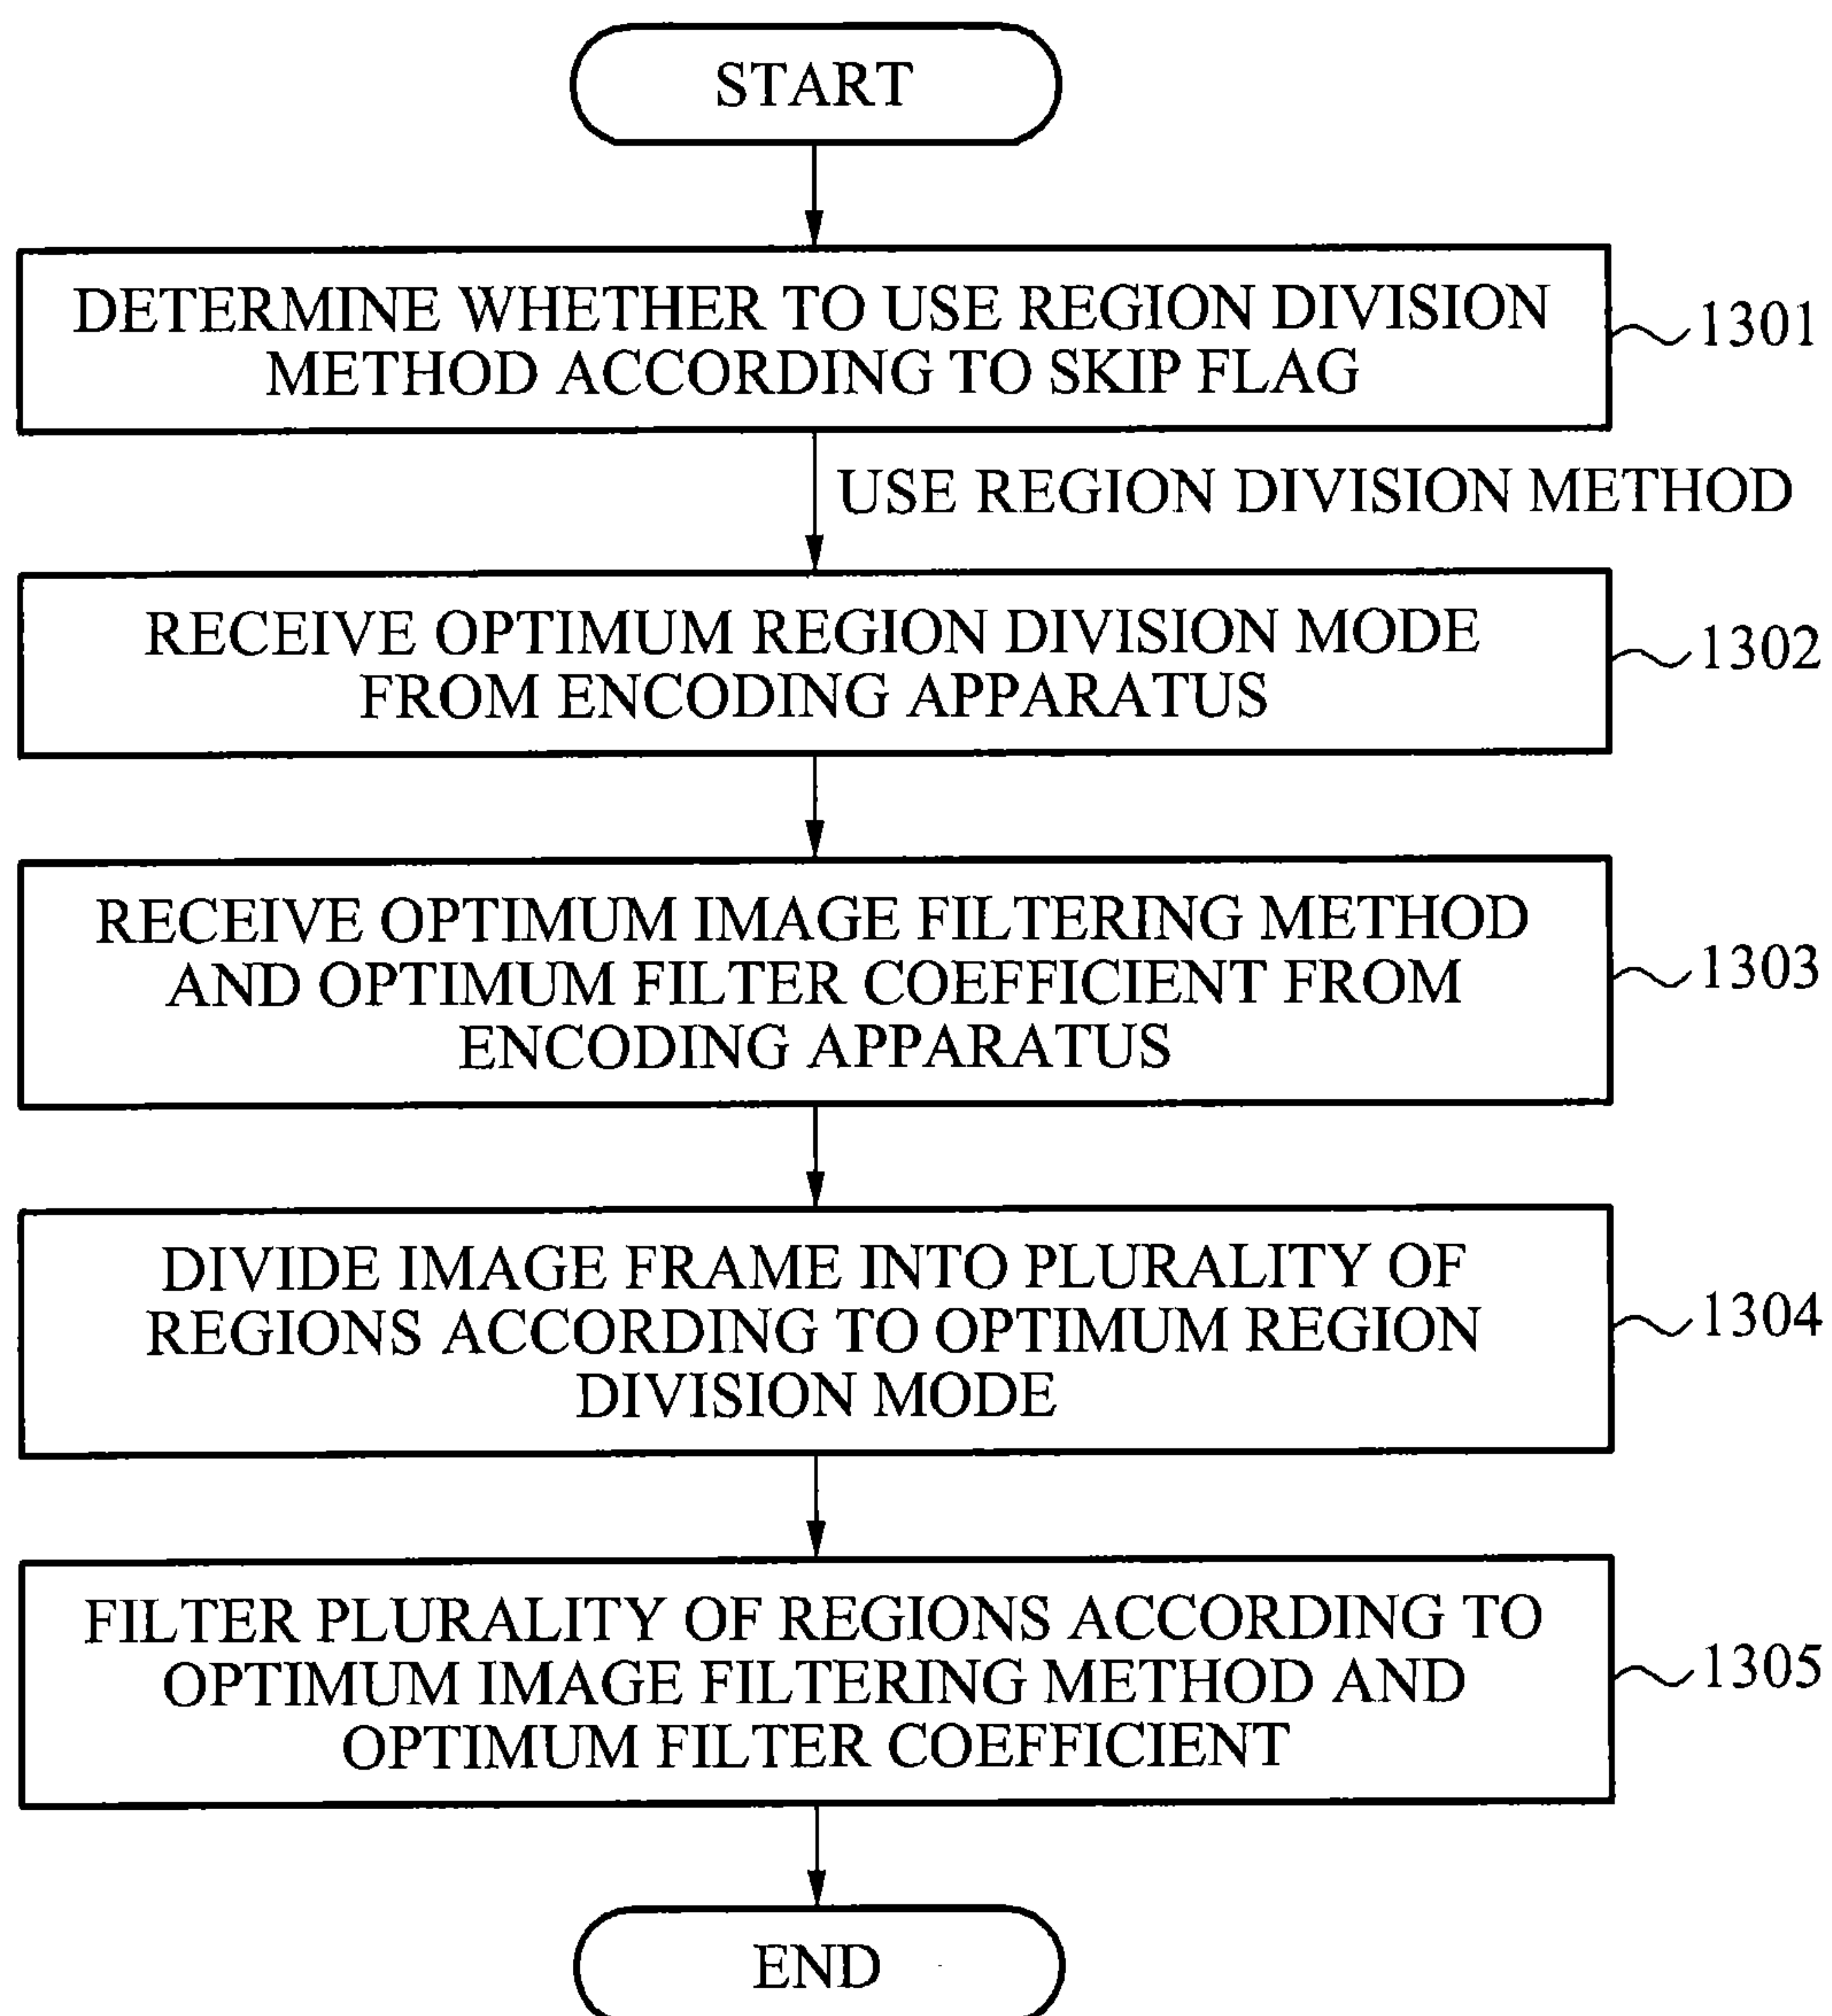 START
DETERMINE WHETHER TO USE REGION DIVISION
METHOD ACCORDING TO SKIP FLAG
1301
USE REGION DIVISION METHOD
RECEIVE OPTIMUM REGION DIVISION MODE
FROM ENCODING APPARATUS
1302
RECEIVE OPTIMUM IMAGE FILTERING METHOD
AND OPTIMUM FILTER COEFFICIENT FROM
ENCODING APPARATUS
1303
DIVIDE IMAGE FRAME INTO PLURALITY OF
REGIONS ACCORDING TO OPTIMUM REGION
DIVISION MODE
1304
FILTER PLURALITY OF REGIONS ACCORDING TO
OPTIMUM IMAGE FILTERING METHOD AND
OPTIMUM FILTER COEFFICIENT
1305
END